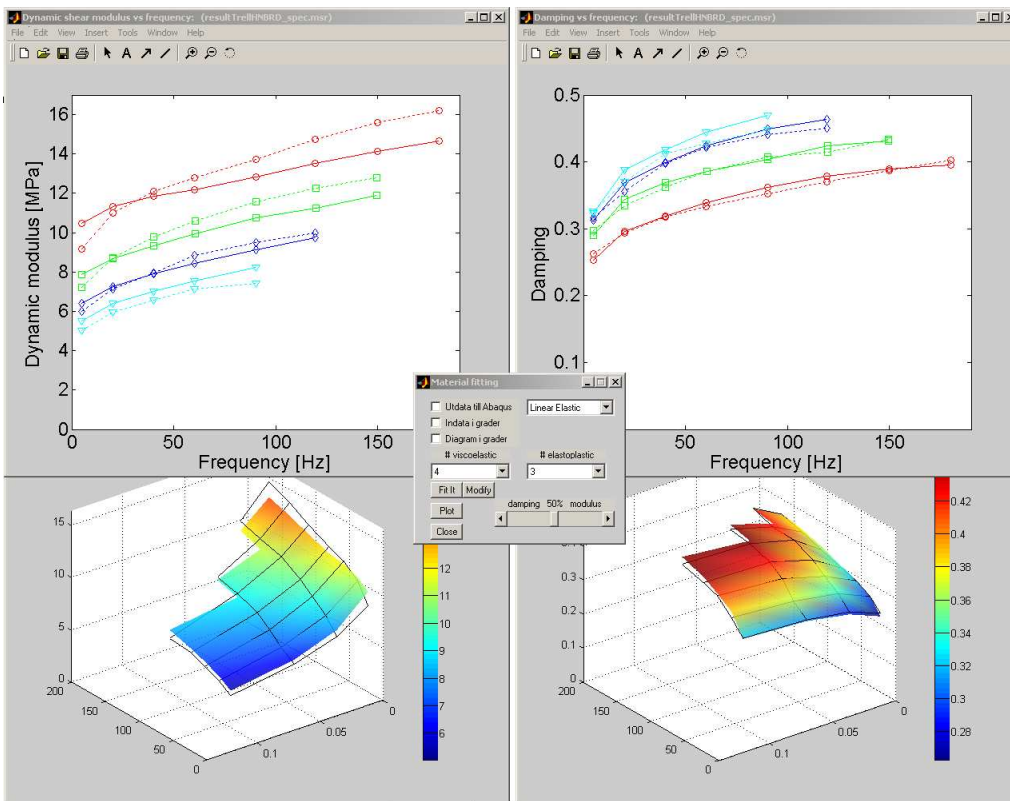 Dynamic shear modulus vs frequency: (resultTrellHNBRD_spec.msr)
File Edit View Insert Tools Window Help
A
16
14
12
10
8
6
4
2
0
Dynamic modulus [MPa]
0 50 100 150
Frequency [Hz]
Damping vs frequency: (resultTrellHNBRD_spec.msr)
File Edit View Insert Tools Window Help
A
0.5
0.4
0.3
0.2
0.1
Damping
50 100 150
Frequency [Hz]
Material fitting
Utdata till Abaqus
Linear Elastic
Indata i grader
Diagram i grader
# viscoelastic # elastoplastic
4 3
Fit It Modify
damping 50% modulus
Plot
Close
15
10
5
0
200
150
100
50
0
0.1
0.05
0
12
11
10
9
8
7
6
0.3
0.2
0.1
0
200
150
100
50
0
0.1
0.05
0
0.42
0.4
0.38
0.36
0.34
0.32
0.3
0.28